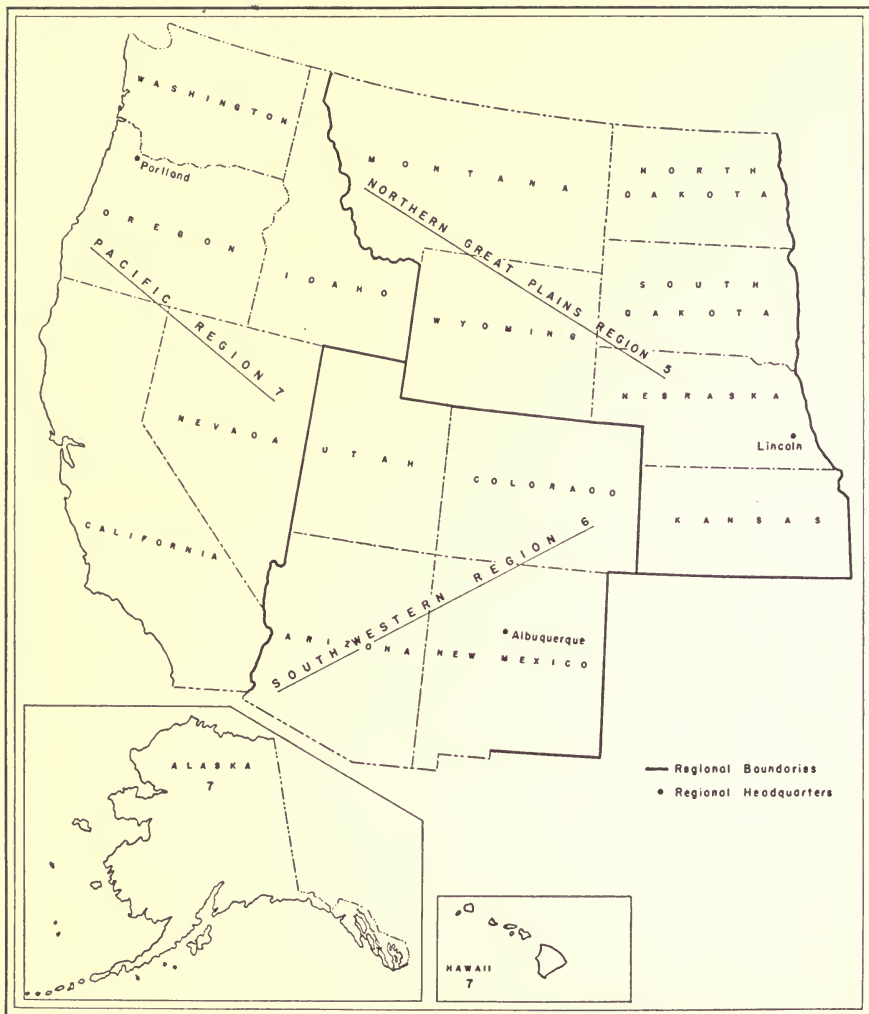 WASHINGTON
Portland
OREGON
PACIFIC REGION 7
IDAHO
MONTANA
NORTHERN GREAT PLAINS REGION 5
NORTH
DAKOTA
SOUTH
DAKOTA
WYOMING
NEBRASKA
Lincoln
NEVADA
UTAH
COLORADO
KANSAS
CALIFORNIA
SOUTHWESTERN REGION 6
ARIZONA
NEW MEXICO
Albuquerque
Regional Boundaries
Regional Headquarters
ALASKA
7
HAWAII
7